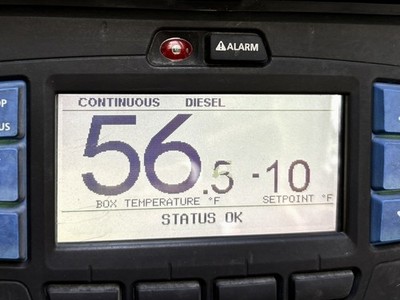 ALARM
CONTINUOUS DIESEL
56.5 -10
BOX TEMPERATURE °F SETPOINT °F
STATUS OK